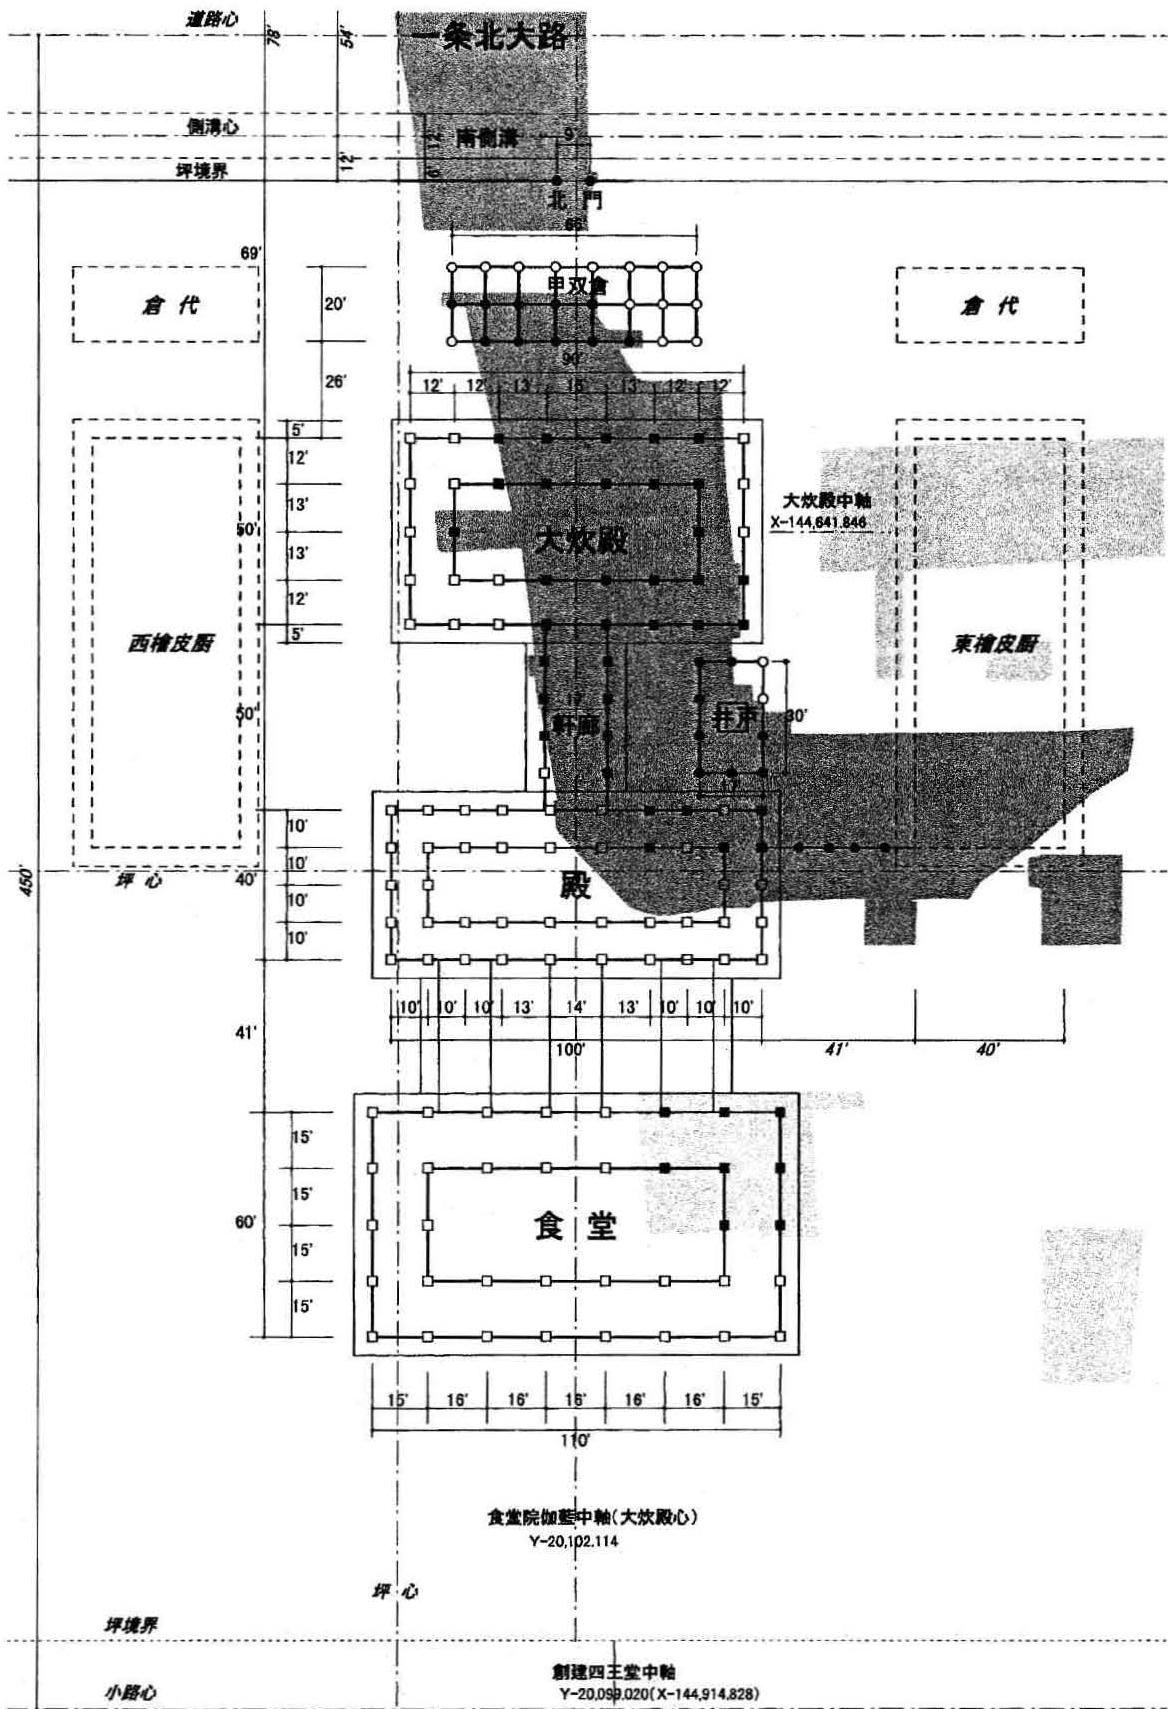 道路心
78'
54'
一条北大路
側溝心
12'
南側溝
9'
坪境界
12'
6'
北門
66'
69'
倉代
20'
甲双倉
倉代
26'
90'
12' 12' 13' 15' 13' 12' 12'
5'
12'
13'
50'
13'
12'
5'
大炊殿
大炊殿中軸
X-144,641.846
西檜皮厨
東檜皮厨
50'
軒廊
井戸
30'
17'
450'
10'
10'
40'
10'
10'
坪心
殿
10' 10' 10' 13' 14' 13' 10' 10' 10'
100'
41'
40'
41'
15'
15'
60'
15'
15'
食堂
15' 16' 16' 16' 16' 16' 15'
110'
食堂院伽藍中軸(大炊殿心)
Y-20,102.114
坪心
坪境界
創建四王堂中軸
Y-20,099.020(X-144,914.828)
小路心